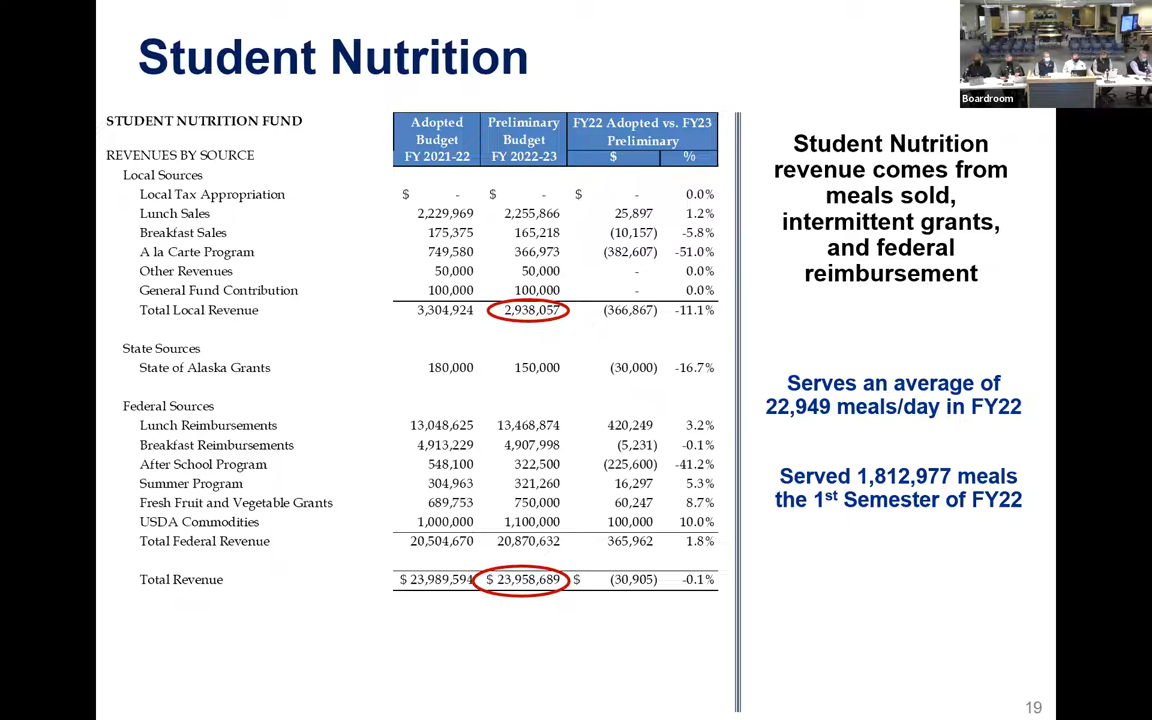 Student Nutrition
Boardroom
STUDENT NUTRITION FUND
Adopted Budget FY 2021-22
Preliminary Budget FY 2022-23
FY22 Adopted vs. FY23 Preliminary
$ %
REVENUES BY SOURCE
Local Sources
Local Tax Appropriation $ - $ - $ - 0.0%
Lunch Sales 2,229,969 2,255,866 25,897 1.2%
Breakfast Sales 175,375 165,218 (10,157) -5.8%
A la Carte Program 749,580 366,973 (382,607) -51.0%
Other Revenues 50,000 50,000 - 0.0%
General Fund Contribution 100,000 100,000 - 0.0%
Total Local Revenue 3,304,924 2,938,057 (366,867) -11.1%
State Sources
State of Alaska Grants 180,000 150,000 (30,000) -16.7%
Federal Sources
Lunch Reimbursements 13,048,625 13,468,874 420,249 3.2%
Breakfast Reimbursements 4,913,229 4,907,998 (5,231) -0.1%
After School Program 548,100 322,500 (225,600) -41.2%
Summer Program 304,963 321,260 16,297 5.3%
Fresh Fruit and Vegetable Grants 689,753 750,000 60,247 8.7%
USDA Commodities 1,000,000 1,100,000 100,000 10.0%
Total Federal Revenue 20,504,670 20,870,632 365,962 1.8%
Total Revenue $ 23,989,594 $ 23,958,689 $ (30,905) -0.1%
Student Nutrition
revenue comes from
meals sold,
intermittent grants,
and federal
reimbursement
Serves an average of
22,949 meals/day in FY22
Served 1,812,977 meals
the 1st Semester of FY22
19